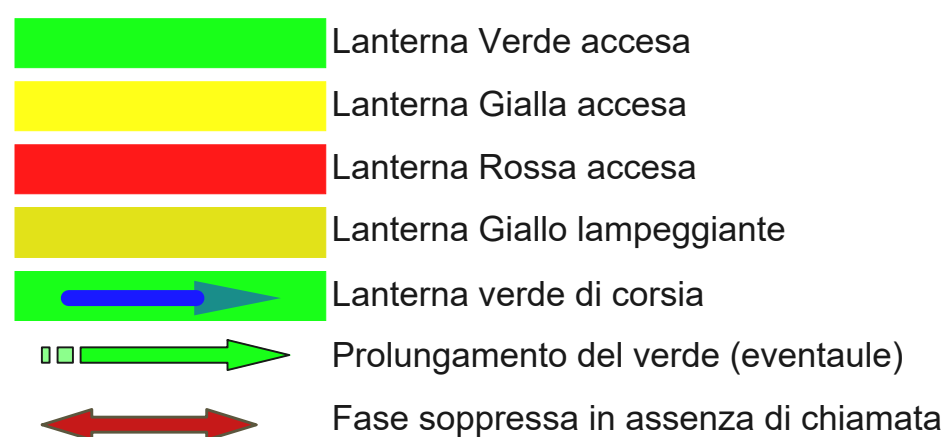 Lanterna Verde accesa
Lanterna Gialla accesa
Lanterna Rossa accesa
Lanterna Giallo lampeggiante
Lanterna verde di corsia
Prolungamento del verde (eventaule)
Fase soppressa in assenza di chiamata